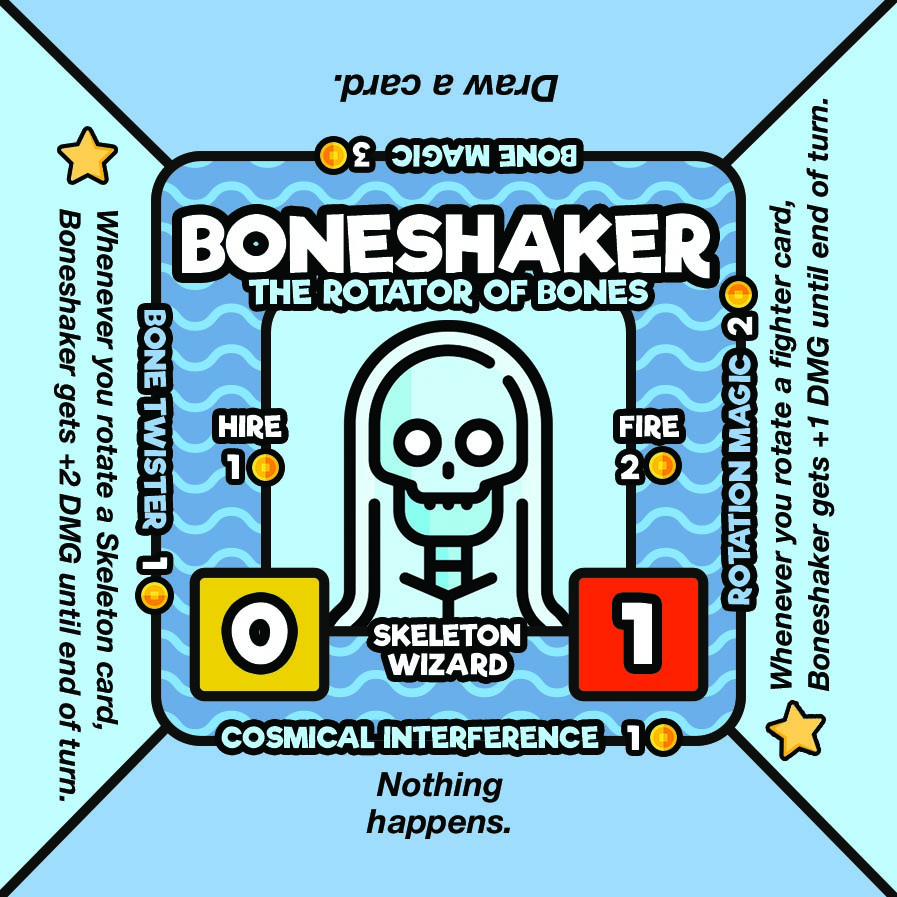 Draw a card.
BONE MAGIC 3
BONESHAKER
THE ROTATOR OF BONES
HIRE
1
FIRE
2
0
1
SKELETON
WIZARD
COSMICAL INTERFERENCE 1
Nothing
happens.
BONE TWISTER 1
Whenever you rotate a Skeleton card,
Boneshaker gets +2 DMG until end of turn.
ROTATION MAGIC 2
Whenever you rotate a fighter card,
Boneshaker gets +1 DMG until end of turn.